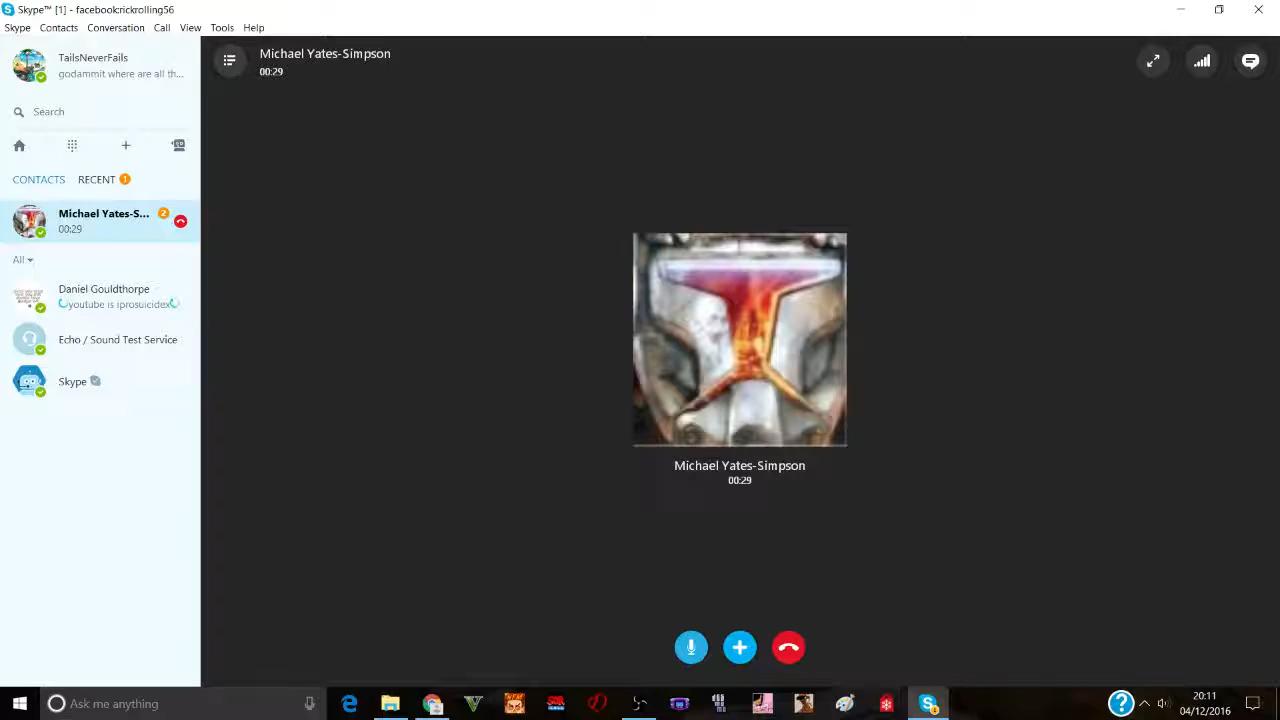 Skype™ [1] - facebook:rickrolling56
Skype Contacts Conversation Call View Tools Help
TailsNeverFails
godammit where are all th...
Search
CONTACTS RECENT 1
Michael Yates-S... 2
00:29
All
Daniel Gouldthorpe
youtube is iprosuicidex
Echo / Sound Test Service
Skype
Michael Yates-Simpson
00:29
Michael Yates-Simpson
00:29
Ask me anything
20:11
04/12/2016